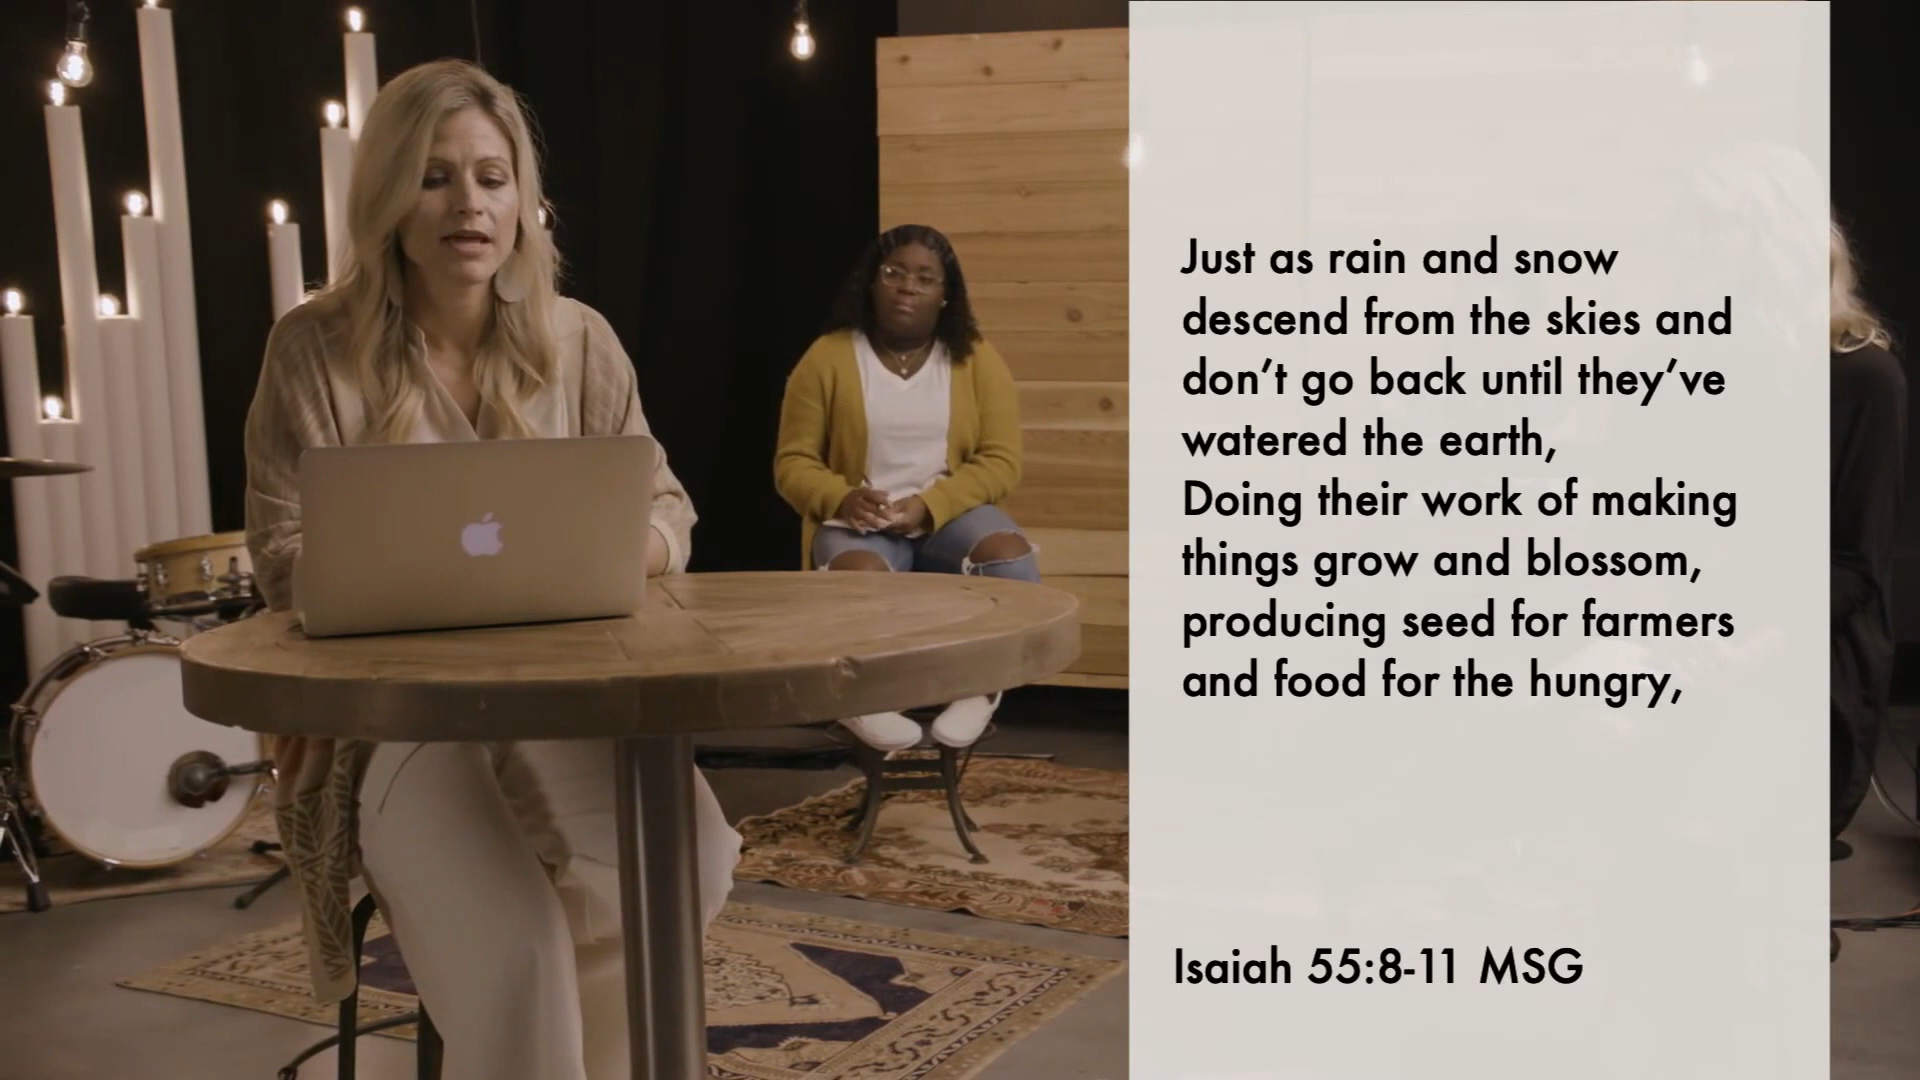 Just as rain and snow
descend from the skies and
don’t go back until they’ve
watered the earth,
Doing their work of making
things grow and blossom,
producing seed for farmers
and food for the hungry,
Isaiah 55:8-11 MSG